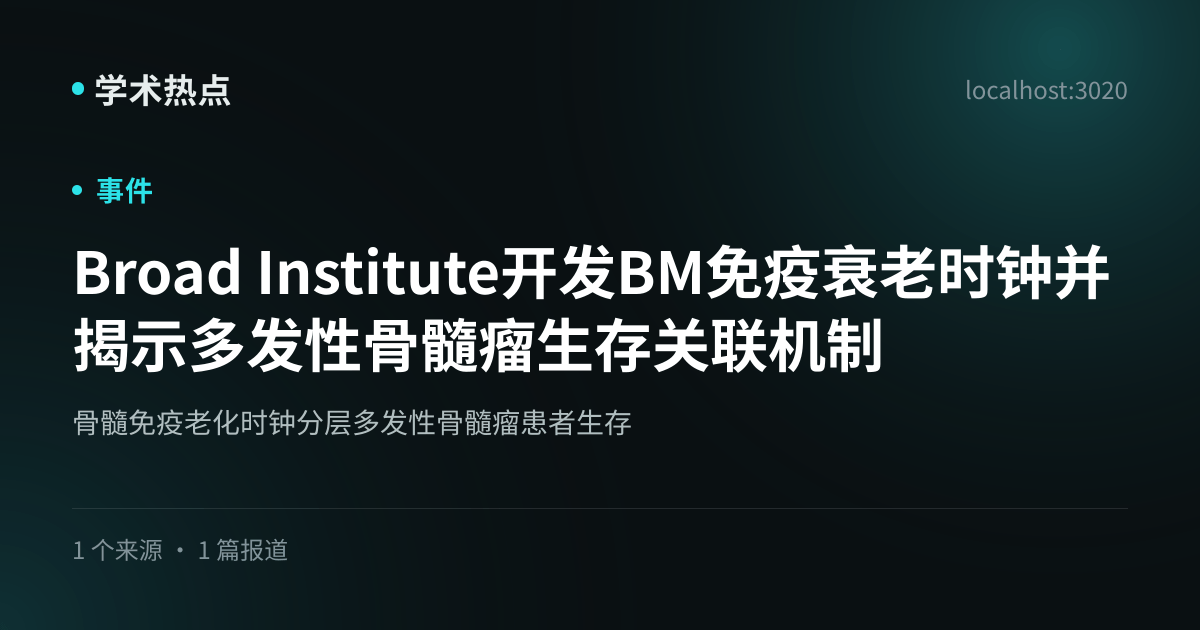 学术热点
localhost:3020
事件
Broad Institute开发BM免疫衰老时钟并
揭示多发性骨髓瘤生存关联机制
骨髓免疫老化时钟分层多发性骨髓瘤患者生存
1 个来源 · 1 篇报道